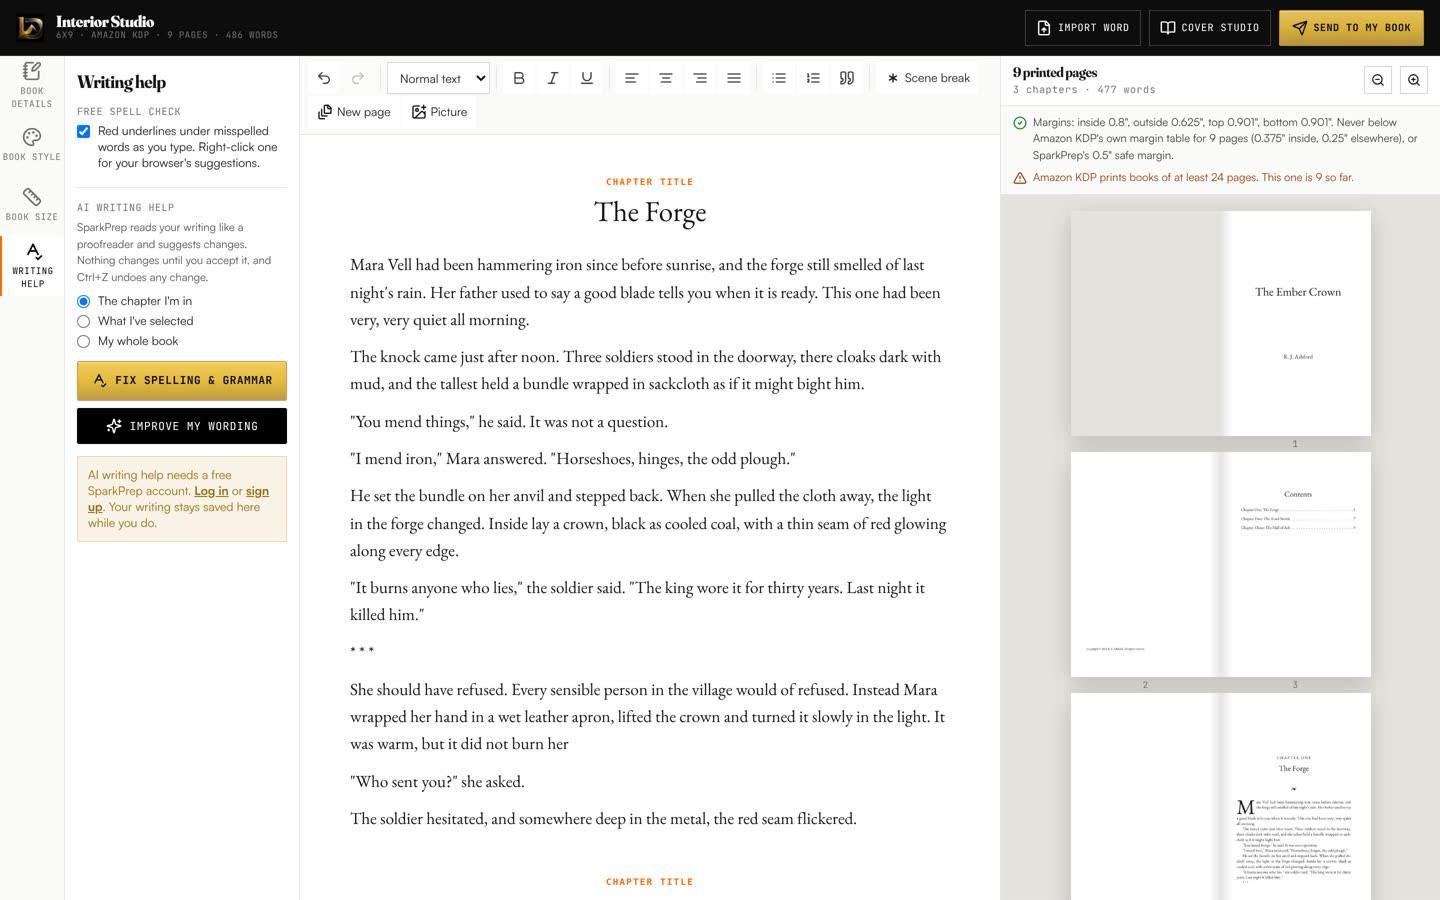 Interior Studio
6X9 · AMAZON KDP · 9 PAGES · 486 WORDS
IMPORT WORD
COVER STUDIO
SEND TO MY BOOK
BOOK
DETAILS
BOOK STYLE
BOOK SIZE
WRITING
HELP
Writing help
FREE SPELL CHECK
Red underlines under misspelled
words as you type. Right-click one
for your browser's suggestions.
AI WRITING HELP
SparkPrep reads your writing like a
proofreader and suggests changes.
Nothing changes until you accept it, and
Ctrl+Z undoes any change.
The chapter I'm in
What I've selected
My whole book
FIX SPELLING & GRAMMAR
IMPROVE MY WORDING
AI writing help needs a free
SparkPrep account. Log in or sign
up. Your writing stays saved here
while you do.
Normal text
B I U
Scene break
New page
Picture
CHAPTER TITLE
The Forge
Mara Vell had been hammering iron since before sunrise, and the forge still smelled of last
night's rain. Her father used to say a good blade tells you when it is ready. This one had been
very, very quiet all morning.
The knock came just after noon. Three soldiers stood in the doorway, there cloaks dark with
mud, and the tallest held a bundle wrapped in sackcloth as if it might bight him.
"You mend things," he said. It was not a question.
"I mend iron," Mara answered. "Horseshoes, hinges, the odd plough."
He set the bundle on her anvil and stepped back. When she pulled the cloth away, the light
in the forge changed. Inside lay a crown, black as cooled coal, with a thin seam of red glowing
along every edge.
"It burns anyone who lies," the soldier said. "The king wore it for thirty years. Last night it
killed him."
* * *
She should have refused. Every sensible person in the village would of refused. Instead Mara
wrapped her hand in a wet leather apron, lifted the crown and turned it slowly in the light. It
was warm, but it did not burn her
"Who sent you?" she asked.
The soldier hesitated, and somewhere deep in the metal, the red seam flickered.
CHAPTER TITLE
9 printed pages
3 chapters · 477 words
Margins: inside 0.8", outside 0.625", top 0.901", bottom 0.901". Never below
Amazon KDP's own margin table for 9 pages (0.375" inside, 0.25" elsewhere), or
SparkPrep's 0.5" safe margin.
Amazon KDP prints books of at least 24 pages. This one is 9 so far.
The Ember Crown
R. J. Ashford
1
Contents
Chapter One: The Forge
2
3
CHAPTER ONE
The Forge